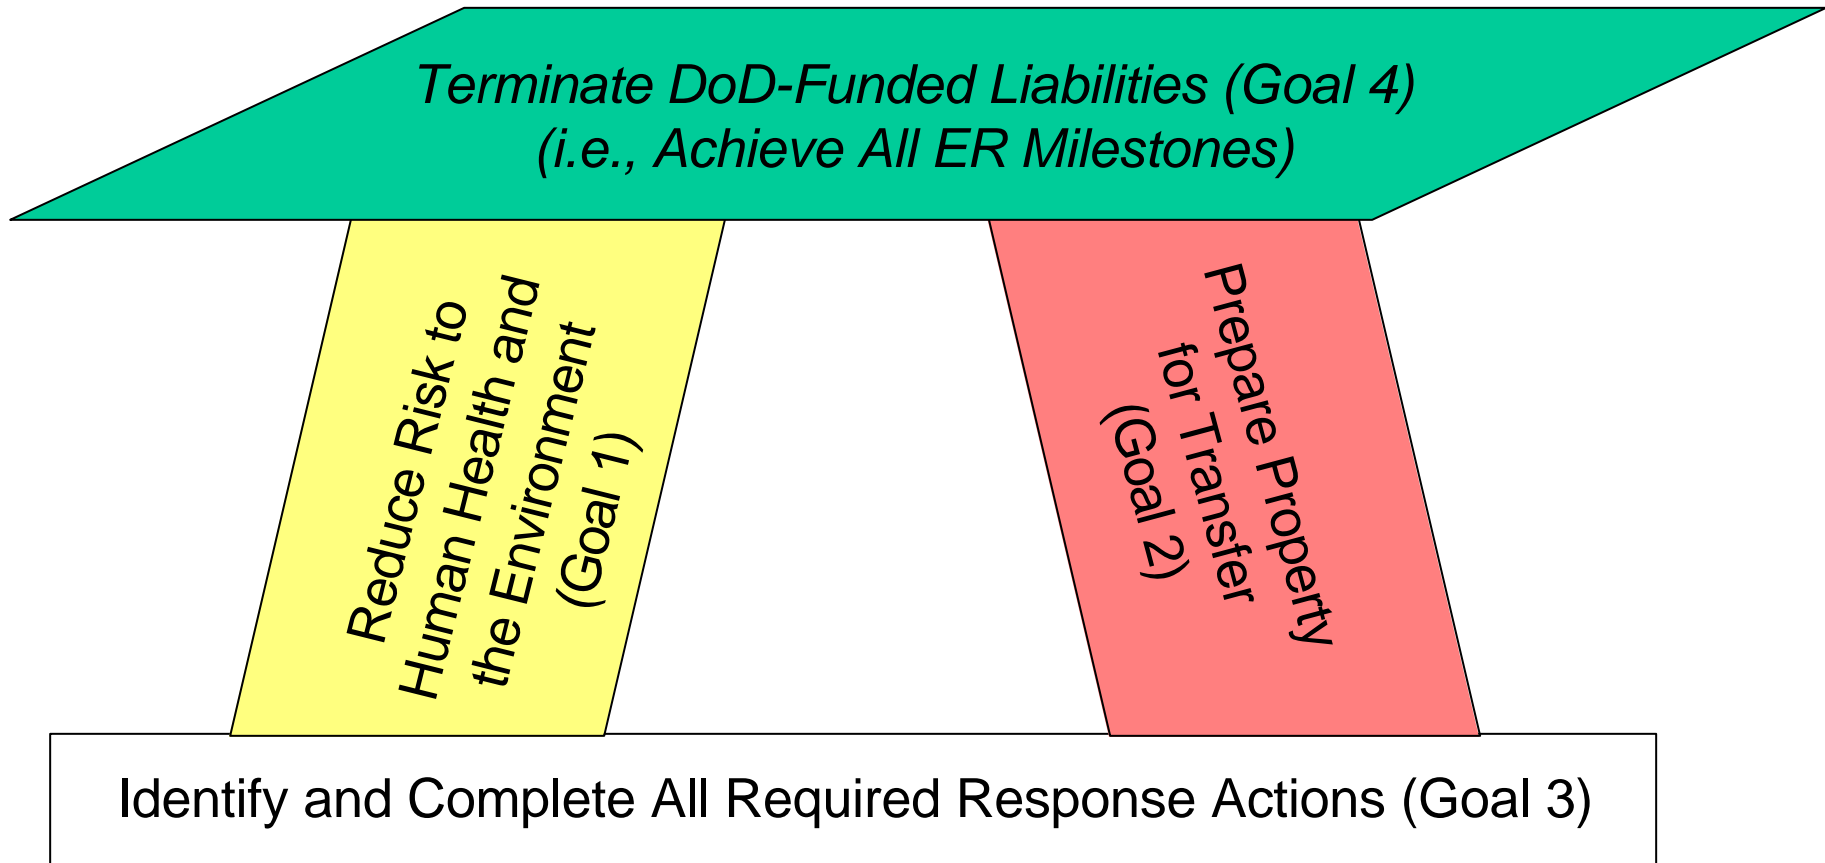 Terminate DoD-Funded Liabilities (Goal 4)
(i.e., Achieve All ER Milestones)
Reduce Risk to
Human Health and
the Environment
(Goal 1)
Prepare Property
for Transfer
(Goal 2)
Identify and Complete All Required Response Actions (Goal 3)